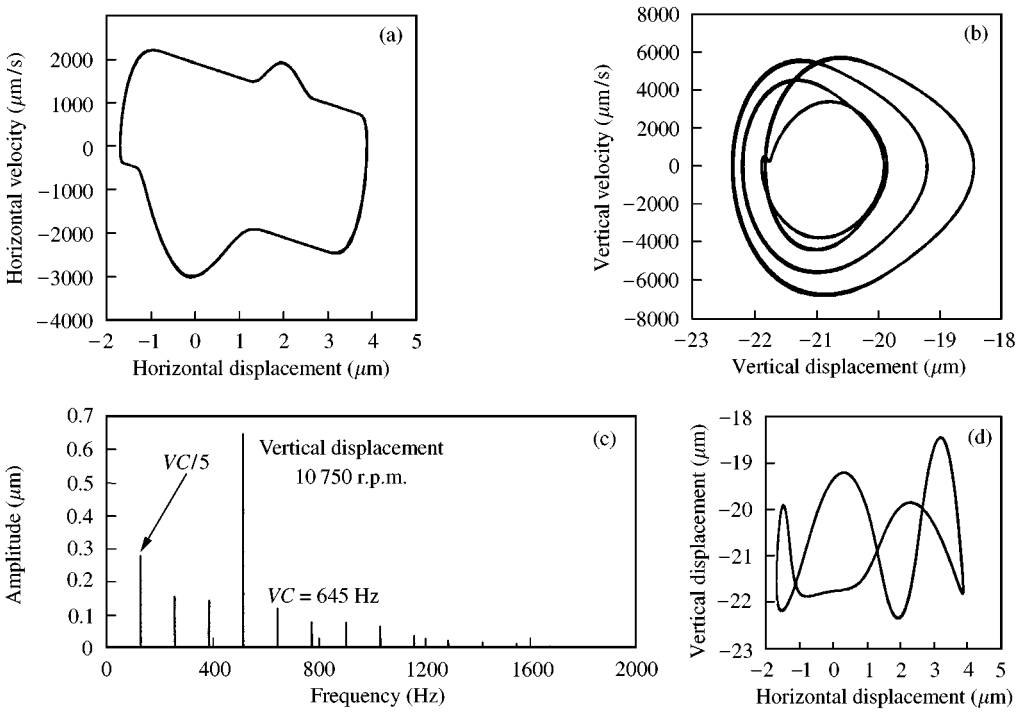 (a)
2000
1000
0
−1000
−2000
−3000
−4000
Horizontal velocity (μm/s)
−2 −1 0 1 2 3 4 5
Horizontal displacement (μm)
(b)
8000
6000
4000
2000
0
−2000
−4000
−6000
−8000
Vertical velocity (μm/s)
−23 −22 −21 −20 −19 −18
Vertical displacement (μm)
(c)
0.7
0.6
0.5
0.4
0.3
0.2
0.1
0
Amplitude (μm)
VC/5
Vertical displacement
10 750 r.p.m.
VC = 645 Hz
0 400 800 1200 1600 2000
Frequency (Hz)
(d)
−18
−19
−20
−21
−22
−23
Vertical displacement (μm)
−2 −1 0 1 2 3 4 5
Horizontal displacement (μm)